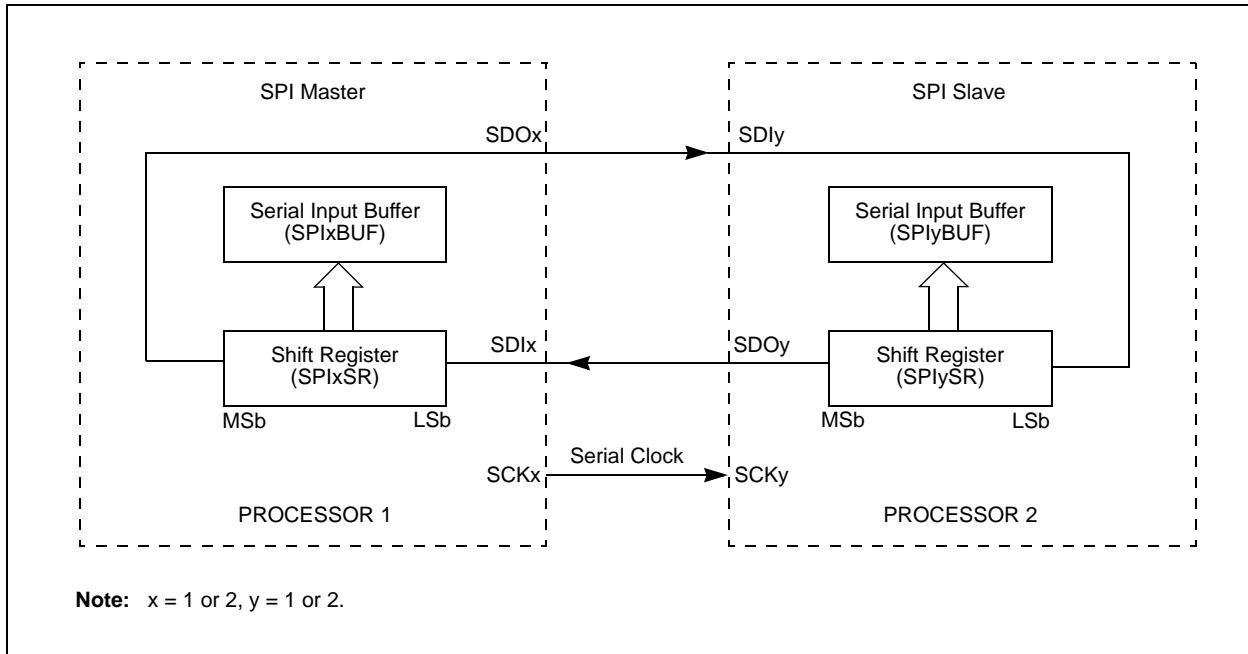 SPI Master
SPI Slave
SDOx
SDIy
Serial Input Buffer
(SPIxBUF)
Serial Input Buffer
(SPIyBUF)
Shift Register
(SPIxSR)
SDIx
SDOy
Shift Register
(SPIySR)
MSb
LSb
MSb
LSb
Serial Clock
SCKx
SCKy
PROCESSOR 1
PROCESSOR 2
Note: x = 1 or 2, y = 1 or 2.